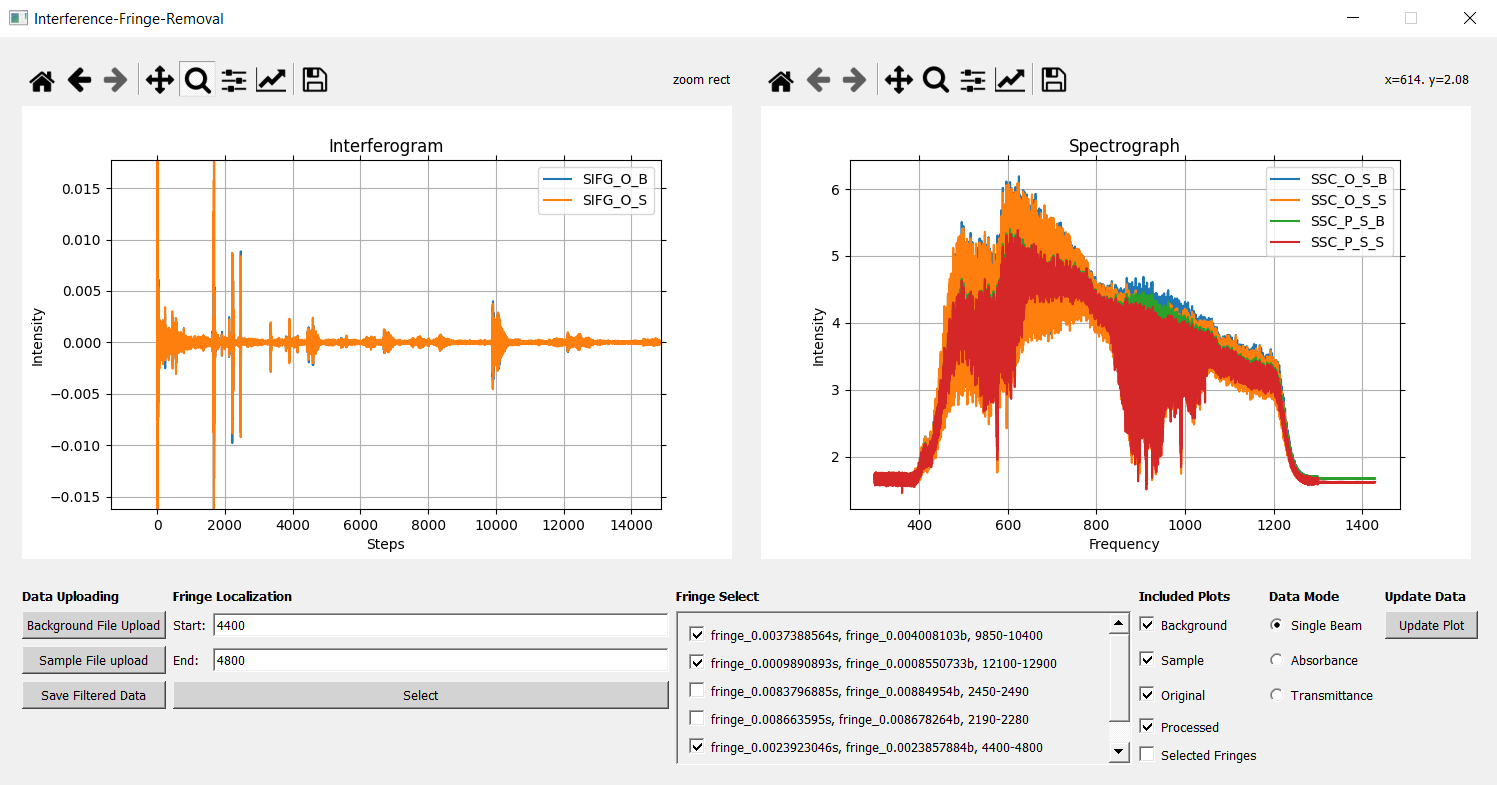 Interference-Fringe-Removal
zoom rect
x=614. y=2.08
Interferogram
SIFG_O_B
SIFG_O_S
0.015
0.010
0.005
0.000
−0.005
−0.010
−0.015
Intensity
0 2000 4000 6000 8000 10000 12000 14000
Steps
Spectrograph
SSC_O_S_B
SSC_O_S_S
SSC_P_S_B
SSC_P_S_S
6
5
4
3
2
Intensity
400 600 800 1000 1200 1400
Frequency
Data Uploading
Background File Upload
Sample File upload
Save Filtered Data
Fringe Localization
Start: 4400
End: 4800
Select
Fringe Select
fringe_0.0037388564s, fringe_0.004008103b, 9850-10400
fringe_0.0009890893s, fringe_0.0008550733b, 12100-12900
fringe_0.0083796885s, fringe_0.00884954b, 2450-2490
fringe_0.008663595s, fringe_0.008678264b, 2190-2280
fringe_0.0023923046s, fringe_0.0023857884b, 4400-4800
Included Plots
Background
Sample
Original
Processed
Selected Fringes
Data Mode
Single Beam
Absorbance
Transmittance
Update Data
Update Plot